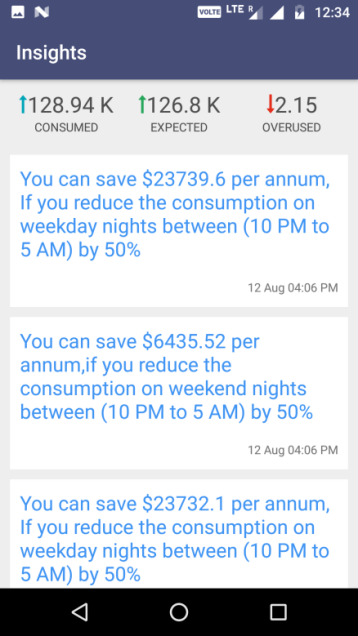 VOLTE LTE R 12:34
Insights
128.94 K 126.8 K 2.15
CONSUMED EXPECTED OVERUSED
You can save $23739.6 per annum,
If you reduce the consumption on
weekday nights between (10 PM to
5 AM) by 50%
12 Aug 04:06 PM
You can save $6435.52 per
annum,if you reduce the
consumption on weekend nights
between (10 PM to 5 AM) by 50%
12 Aug 04:06 PM
You can save $23732.1 per annum,
If you reduce the consumption on
weekday nights between (10 PM to
5 AM) by 50%